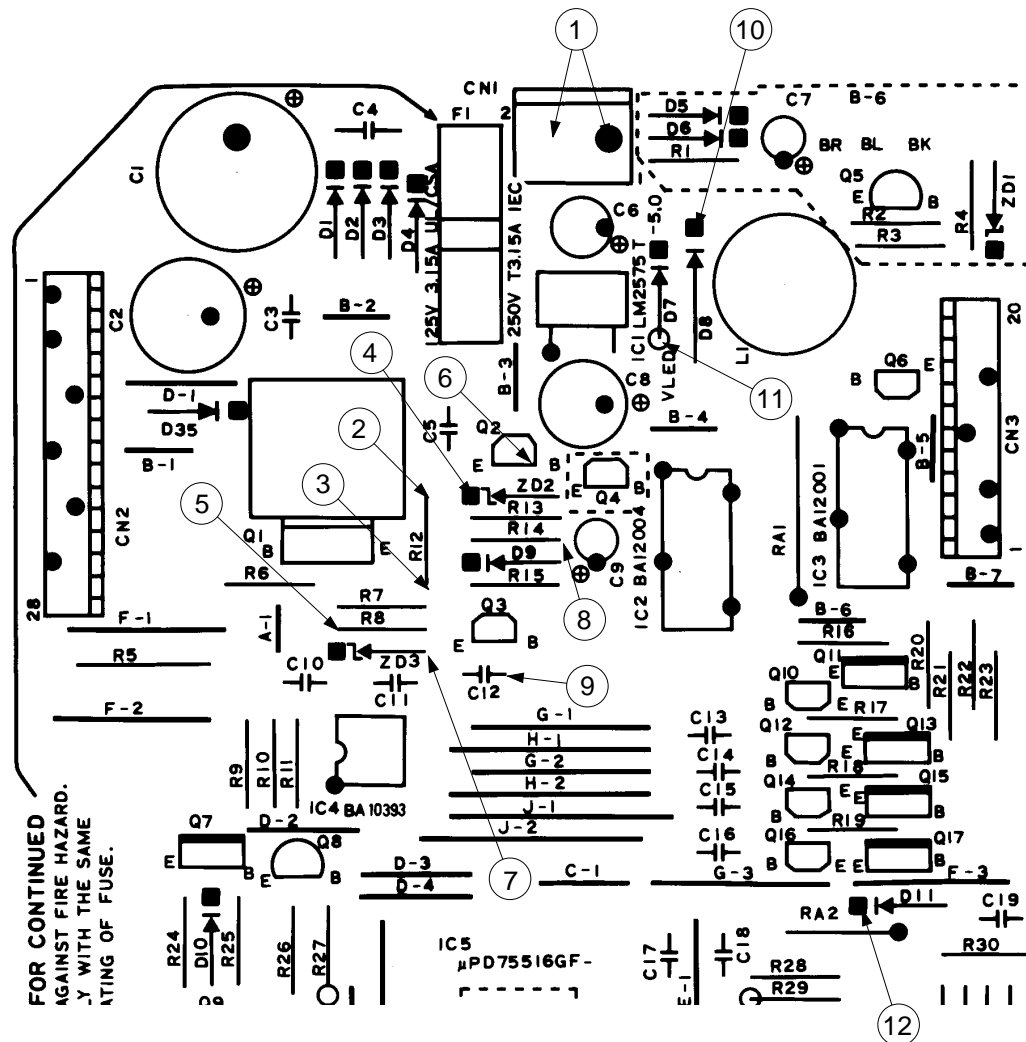 1
10
CN1
F1
2
C4
C1
D5
D6
R1
C7
B-6
BR BL BK
Q5
E
B
R2
R3
R4
ZD1
D1
D2
D3
D4
125V 3.15A UL/CSA
250V T3.15A IEC
C6
IC1 LM2575T-5.0
D7
D8
VLED
L1
11
1
C2
C3
B-2
4
6
B-3
C8
20
Q6
B
E
D-1
D35
B-1
2
C5
Q2
E
B
B-4
B-5
CN3
3
5
ZD2
Q4
E
B
R13
R14
D9
R15
8
C9
IC2 BA12004
RA1
IC3 BA12001
1
CN2
Q1
B
E
R12
R6
B-7
28
F-1
A-1
R7
R8
Q3
E
B
B-6
R16
R5
ZD3
C10
C11
C12
9
Q11
E
B
R20
R21
R22
R23
Q10
B
E
R17
F-2
G-1
H-1
G-2
H-2
J-1
J-2
C13
C14
C15
C16
Q12
B
E
Q13
E
B
R18
R9
R10
R11
IC4 BA10393
Q14
B
E
E
Q15
B
R19
Q7
E
B
D-2
Q8
E
B
D-3
D-4
7
C-1
G-3
Q16
B
E
E
Q17
B
F-3
D11
RA2
C19
FOR CONTINUED
AGAINST FIRE HAZARD.
LY WITH THE SAME
ATING OF FUSE.
R24
D10
R25
R26
R27
IC5
μPD75516GF-
C17
E-1
C18
R28
R29
R30
D9
12